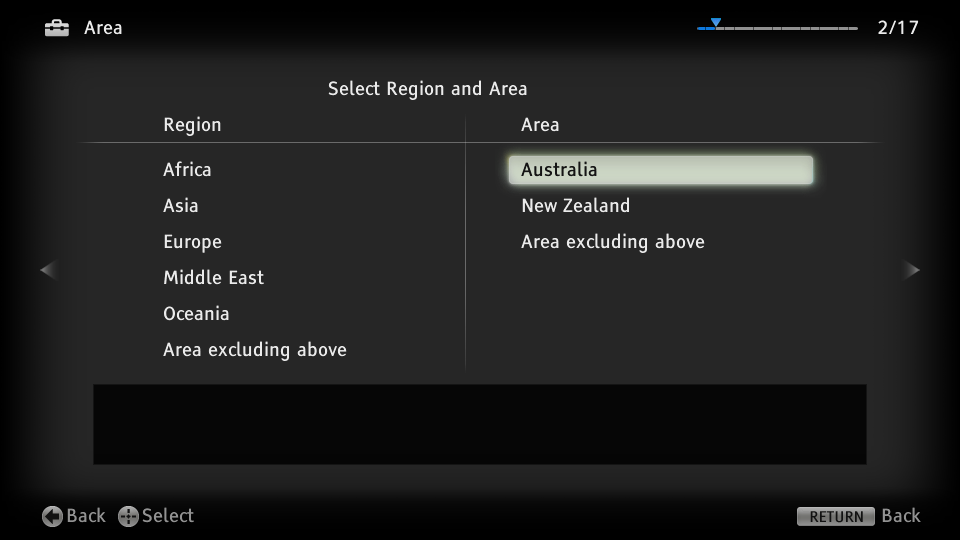 Area
2/17
Select Region and Area
Region
Area
Africa
Australia
Asia
New Zealand
Europe
Area excluding above
Middle East
Oceania
Area excluding above
Back
Select
RETURN
Back